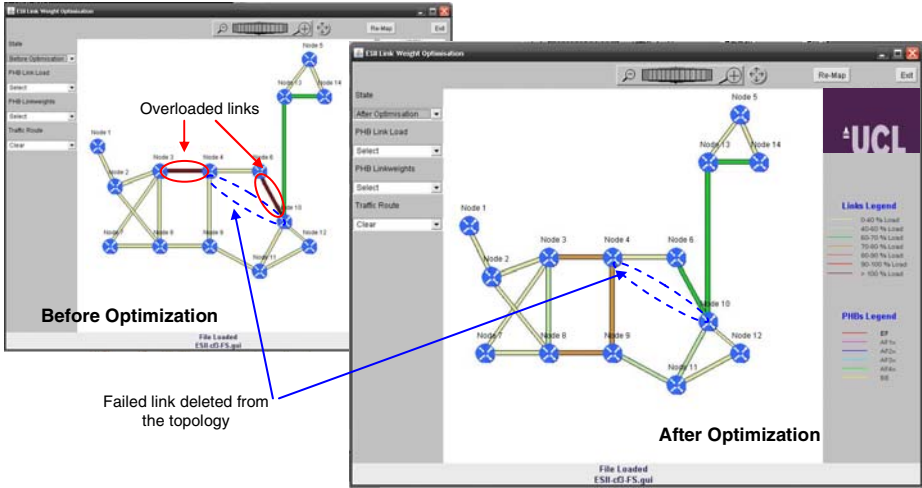 ESII Link Weight Optimisation
Re-Map
Exit
State
Before Optimisation
PHB Link Load
Select
PHB Linkweights
Select
Traffic Route
Clear
Node 5
Node 13
Node 14
Overloaded links
Node 1
Node 2
Node 3
Node 4
Node 6
Node 10
Node 7
Node 8
Node 9
Node 12
Node 11
Before Optimization
File Loaded
ESII-cf3-FS.gui
Failed link deleted from
the topology
ESII Link Weight Optimisation
Re-Map
Exit
State
After Optimisation
PHB Link Load
Select
PHB Linkweights
Select
Traffic Route
Clear
Node 5
Node 13
Node 14
Node 1
Node 2
Node 3
Node 4
Node 6
Node 10
Node 7
Node 8
Node 9
Node 12
Node 11
After Optimization
UCL
Links Legend
0-40 % Load
40-60 % Load
60-70 % Load
70-80 % Load
80-90 % Load
90-100 % Load
> 100 % Load
PHBs Legend
EF
AF1x
AF2x
AF3x
AF4x
BE
File Loaded
ESII-cf3-FS.gui